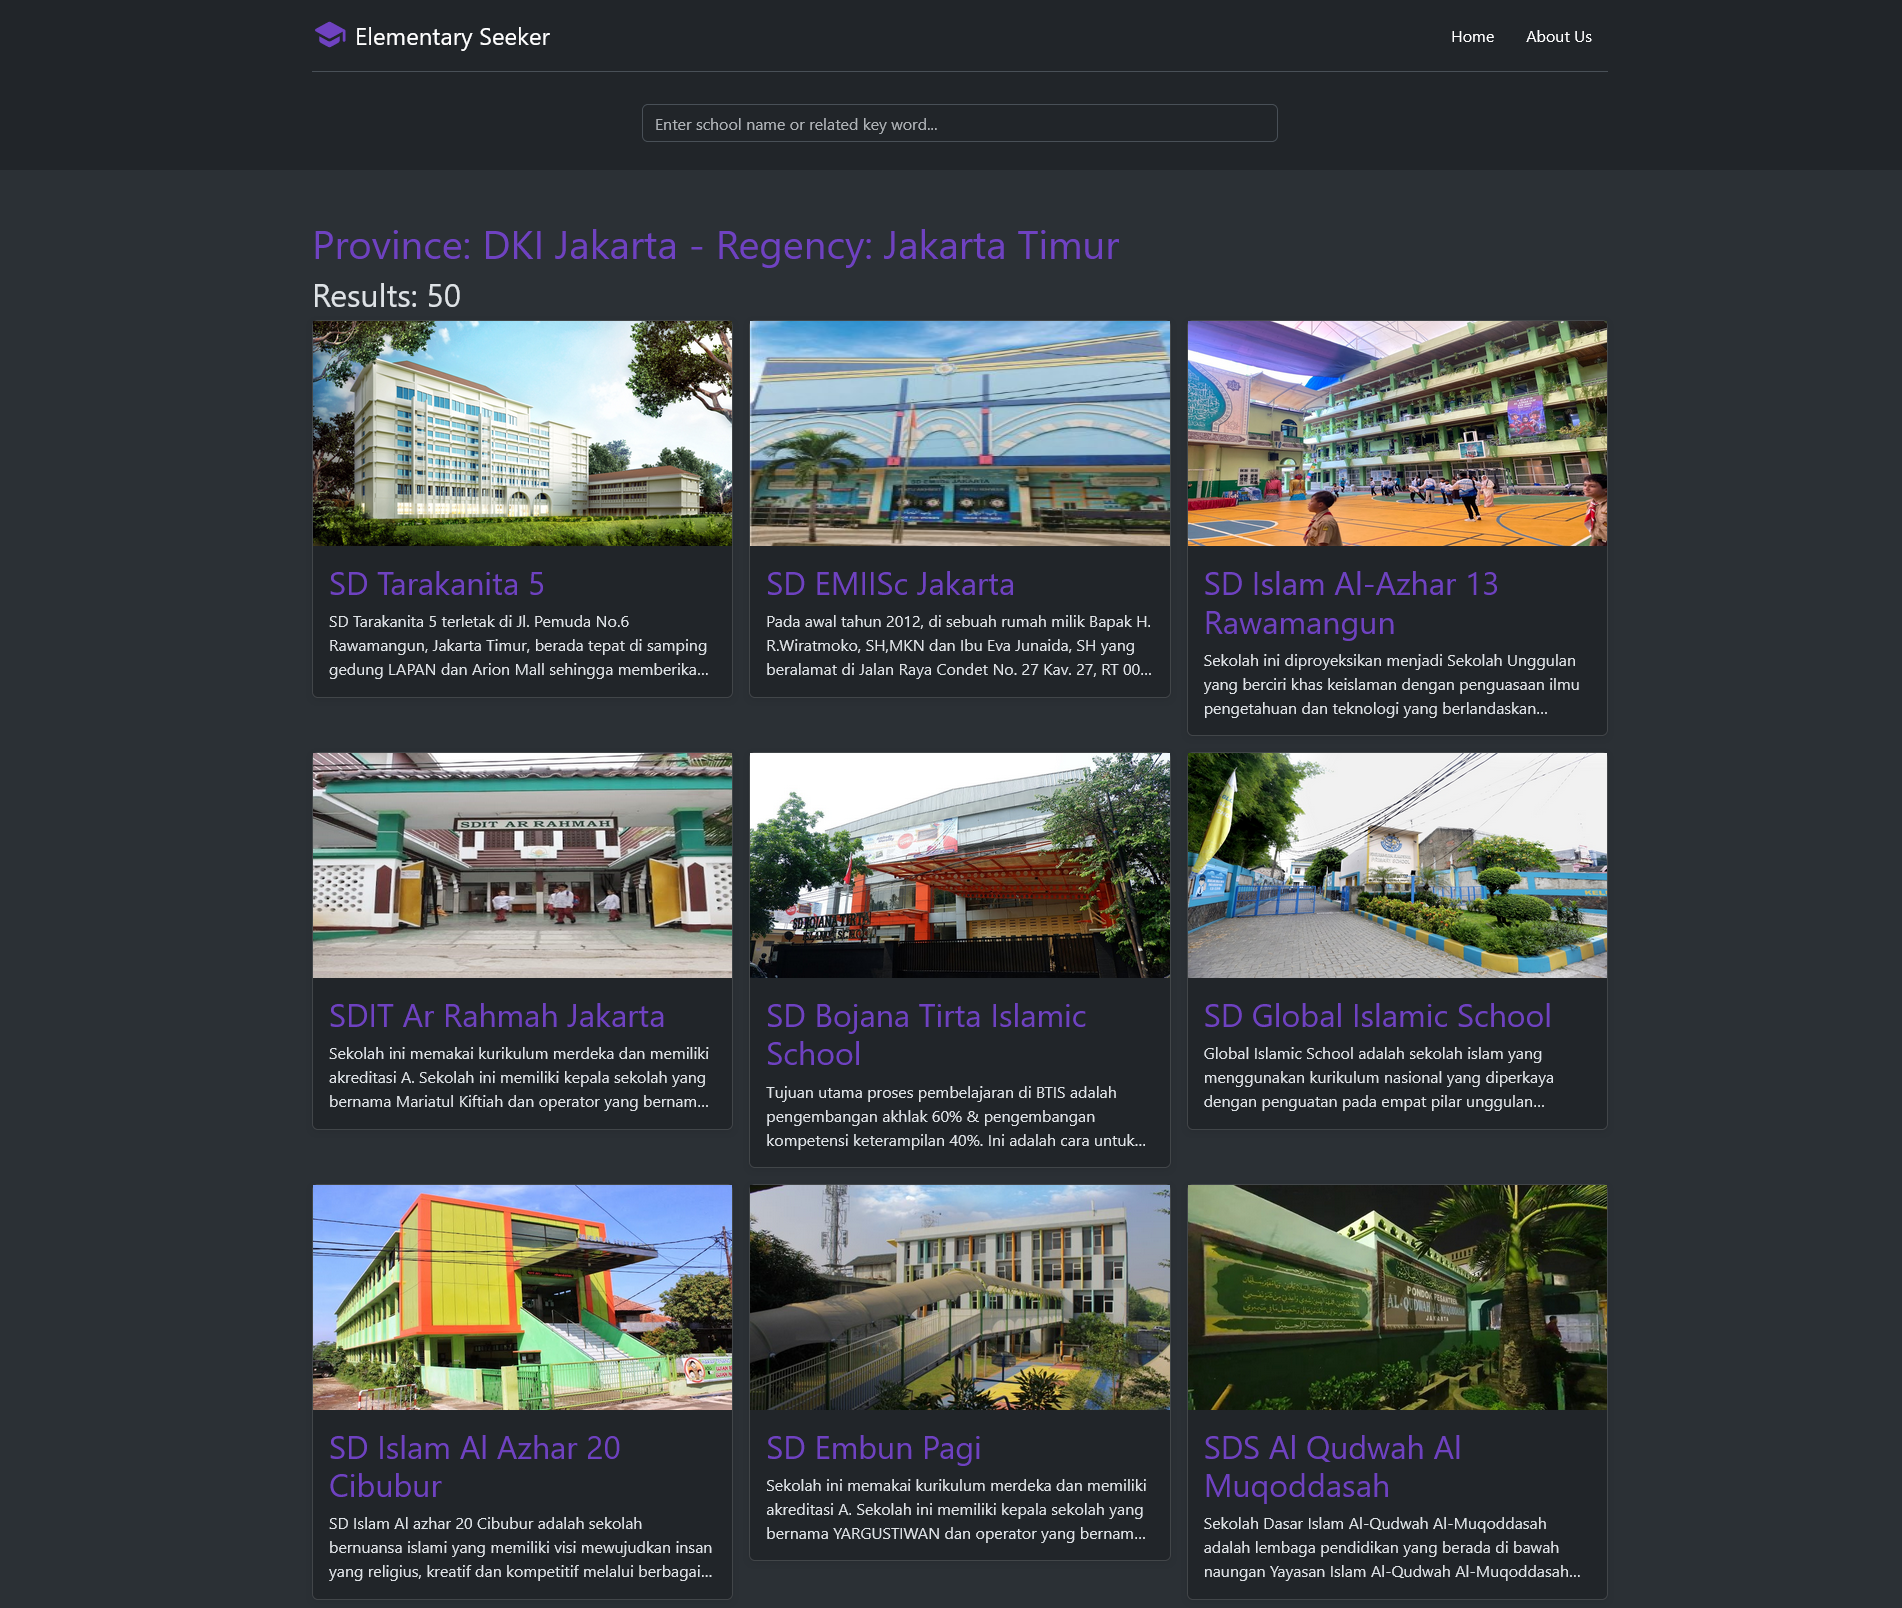 Elementary Seeker
Home
About Us
Enter school name or related key word...
Province: DKI Jakarta - Regency: Jakarta Timur
Results: 50
SD Tarakanita 5
SD Tarakanita 5 terletak di Jl. Pemuda No.6
Rawamangun, Jakarta Timur, berada tepat di samping
gedung LAPAN dan Arion Mall sehingga memberika...
SD EMIISc Jakarta
Pada awal tahun 2012, di sebuah rumah milik Bapak H.
R.Wiratmoko, SH,MKN dan Ibu Eva Junaida, SH yang
beralamat di Jalan Raya Condet No. 27 Kav. 27, RT 00...
SD Islam Al-Azhar 13
Rawamangun
Sekolah ini diproyeksikan menjadi Sekolah Unggulan
yang berciri khas keislaman dengan penguasaan ilmu
pengetahuan dan teknologi yang berlandaskan...
SDIT AR RAHMAH
SDIT Ar Rahmah Jakarta
Sekolah ini memakai kurikulum merdeka dan memiliki
akreditasi A. Sekolah ini memiliki kepala sekolah yang
bernama Mariatul Kiftiah dan operator yang bernam...
SD BOJANA TIRTA
ISLAMIC SCHOOL
SD Bojana Tirta Islamic
School
Tujuan utama proses pembelajaran di BTIS adalah
pengembangan akhlak 60% & pengembangan
kompetensi keterampilan 40%. Ini adalah cara untuk...
SD Global Islamic School
Global Islamic School adalah sekolah islam yang
menggunakan kurikulum nasional yang diperkaya
dengan penguatan pada empat pilar unggulan...
SD Islam Al Azhar 20
Cibubur
SD Islam Al azhar 20 Cibubur adalah sekolah
bernuansa islami yang memiliki visi mewujudkan insan
yang religius, kreatif dan kompetitif melalui berbagai...
SD Embun Pagi
Sekolah ini memakai kurikulum merdeka dan memiliki
akreditasi A. Sekolah ini memiliki kepala sekolah yang
bernama YARGUSTIWAN dan operator yang bernam...
PONDOK PESANTREN
AL-QUDWAH AL-MUQODDASAH
JAKARTA
SDS Al Qudwah Al
Muqoddasah
Sekolah Dasar Islam Al-Qudwah Al-Muqoddasah
adalah lembaga pendidikan yang berada di bawah
naungan Yayasan Islam Al-Qudwah Al-Muqoddasah...